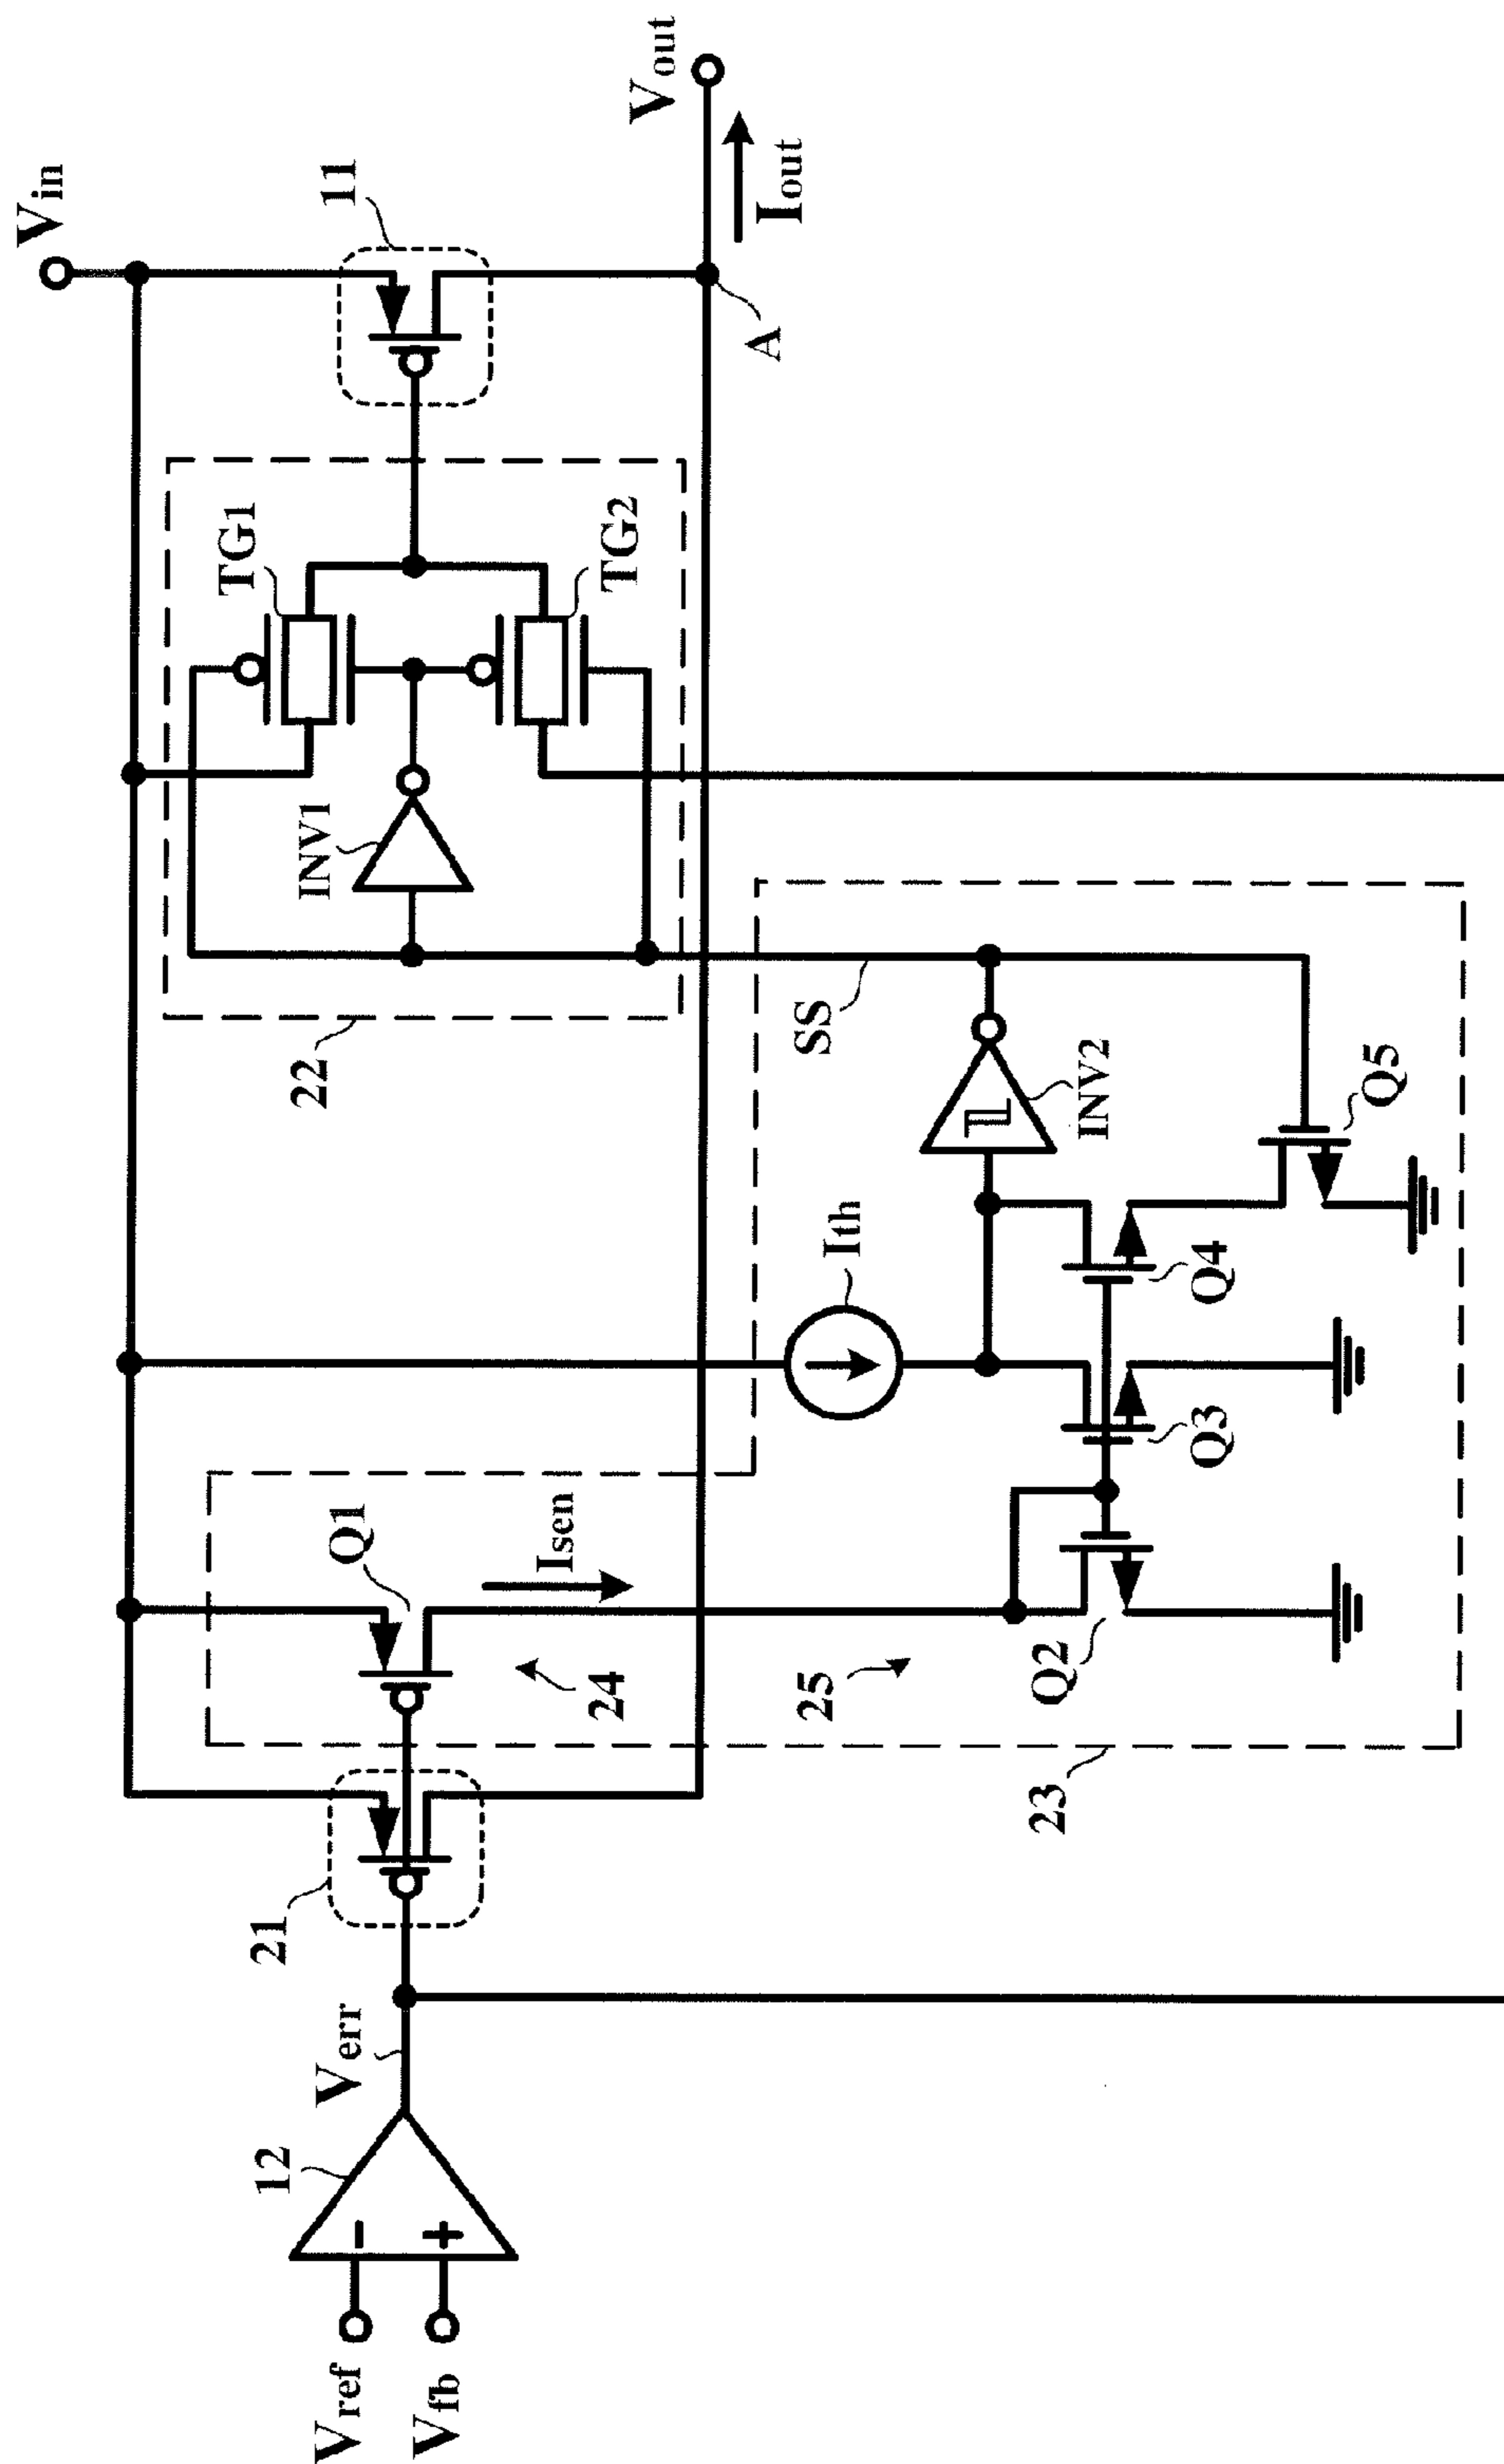 Vin
11
Vout
Iout
A
TG1
TG2
INV1
22
SS
INV2
Q5
Ith
Q4
Q3
Q1
Isen
24
25
Q2
23
21
Verr
12
−
+
Vref
Vfb